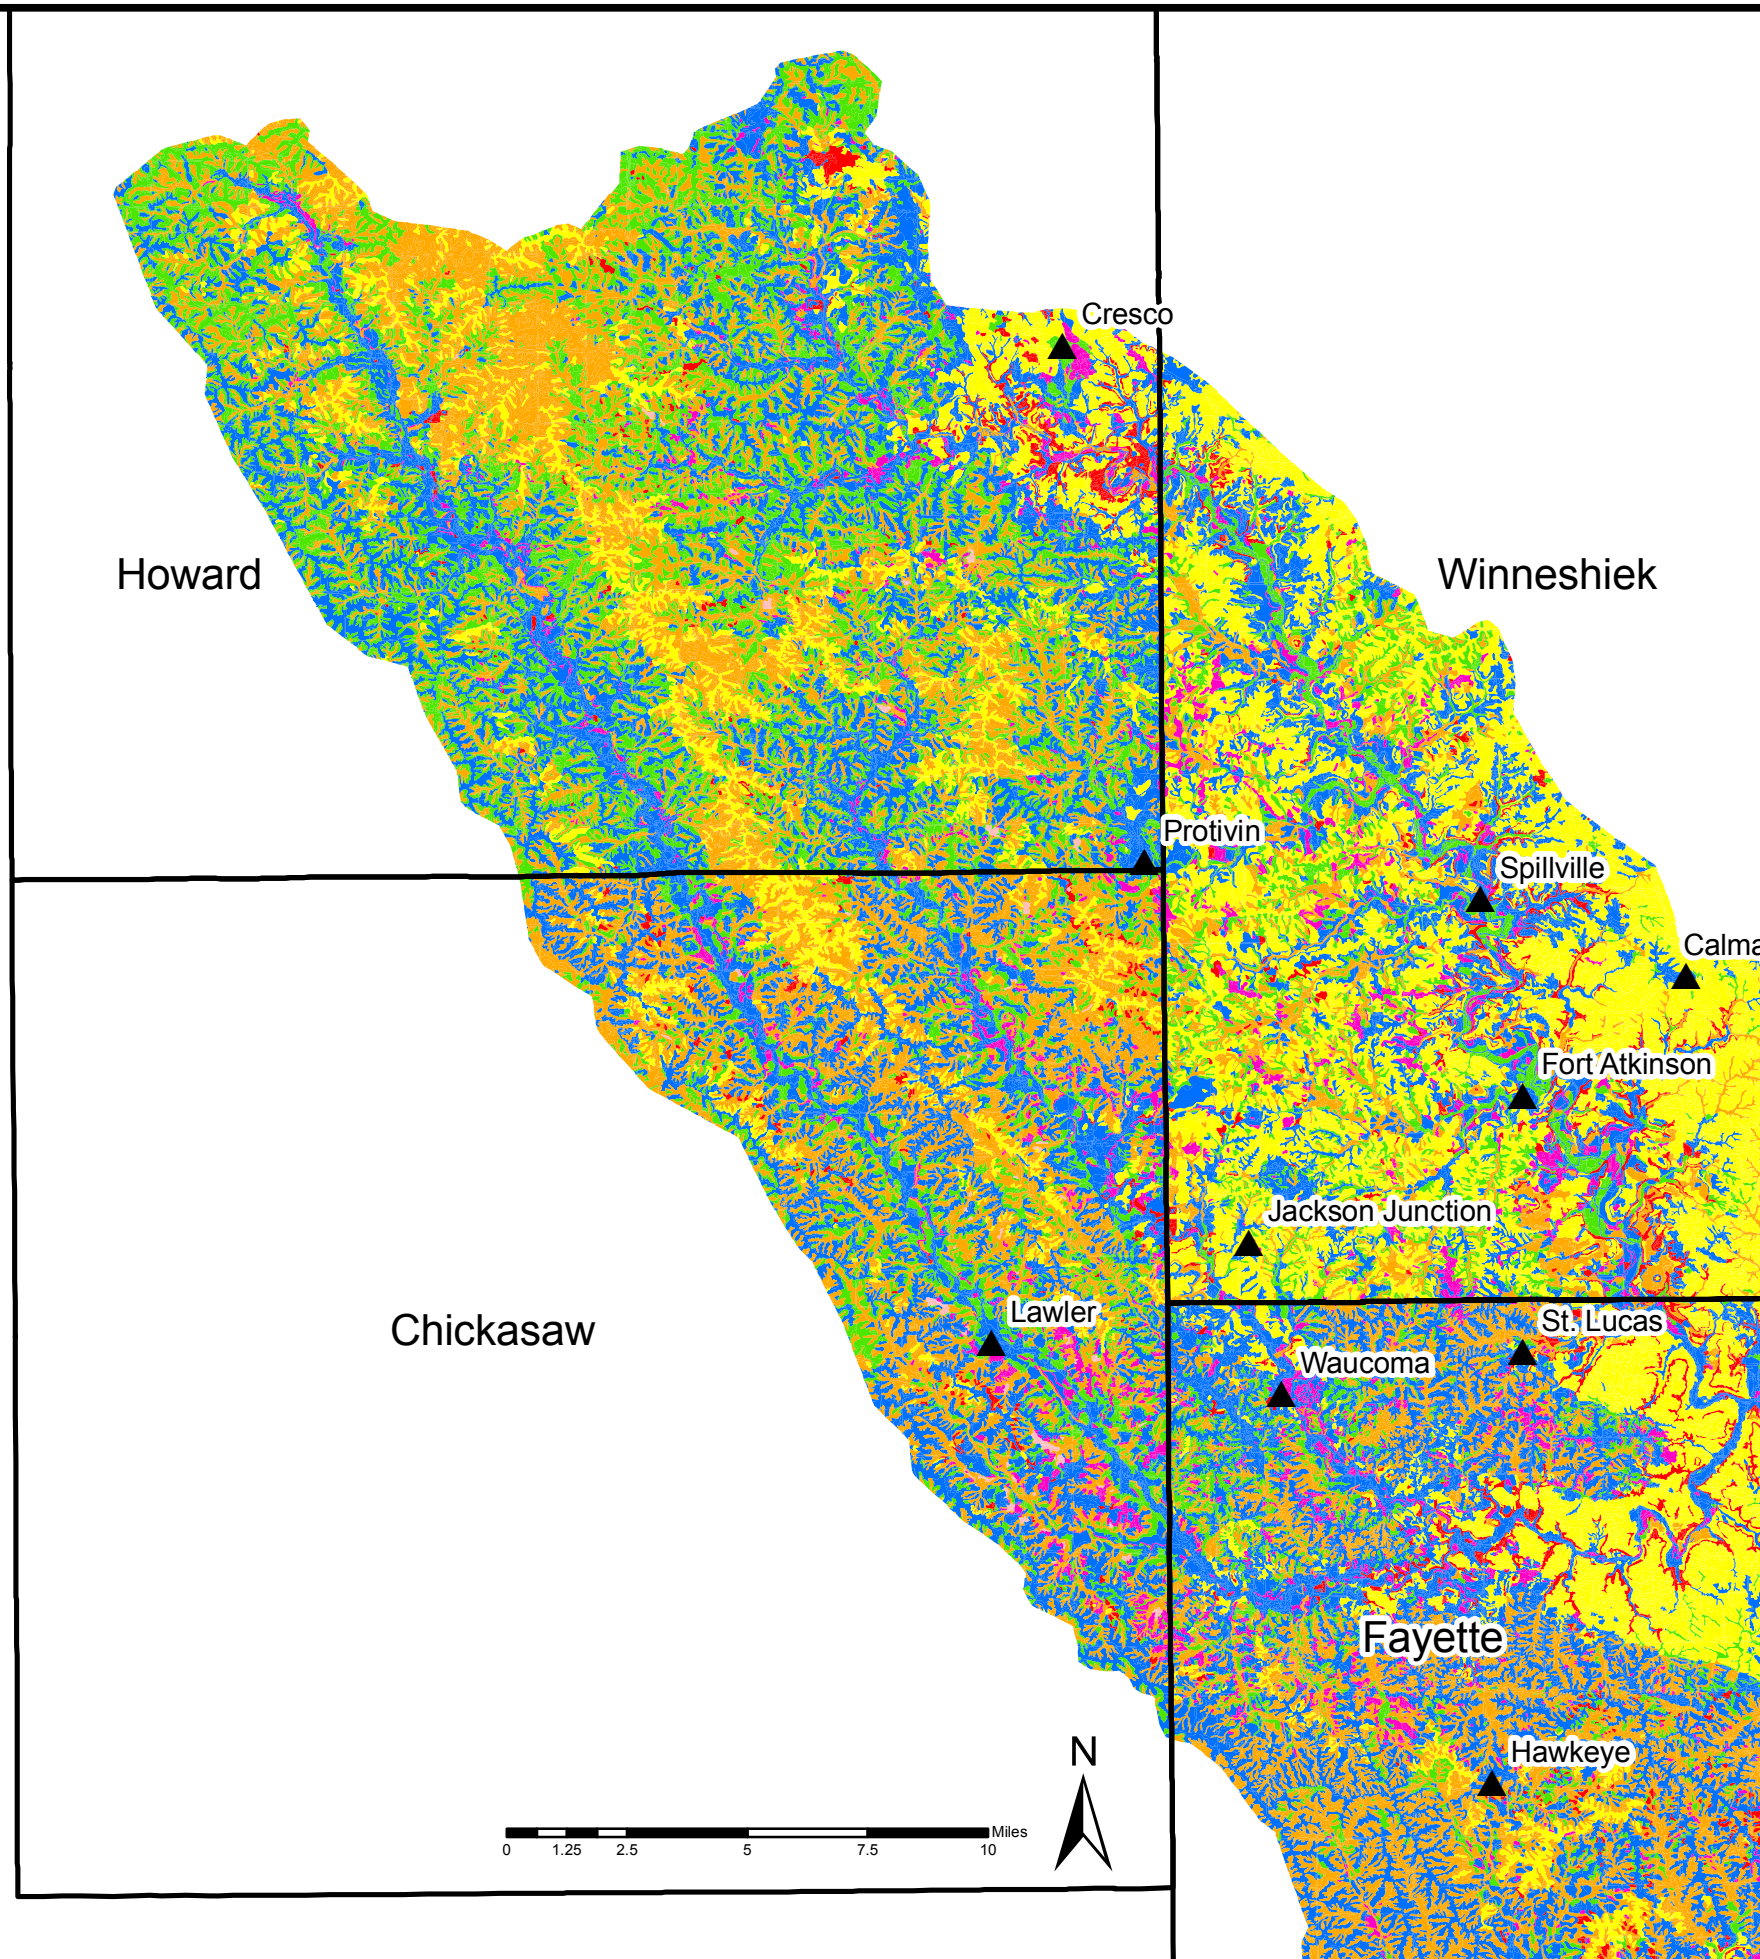 Cresco
Howard
Winneshiek
Protivin
Spillville
Calma
Fort Atkinson
Jackson Junction
Lawler
Chickasaw
St. Lucas
Waucoma
Fayette
N
Hawkeye
Miles
0 1.25 2.5 5 7.5 10